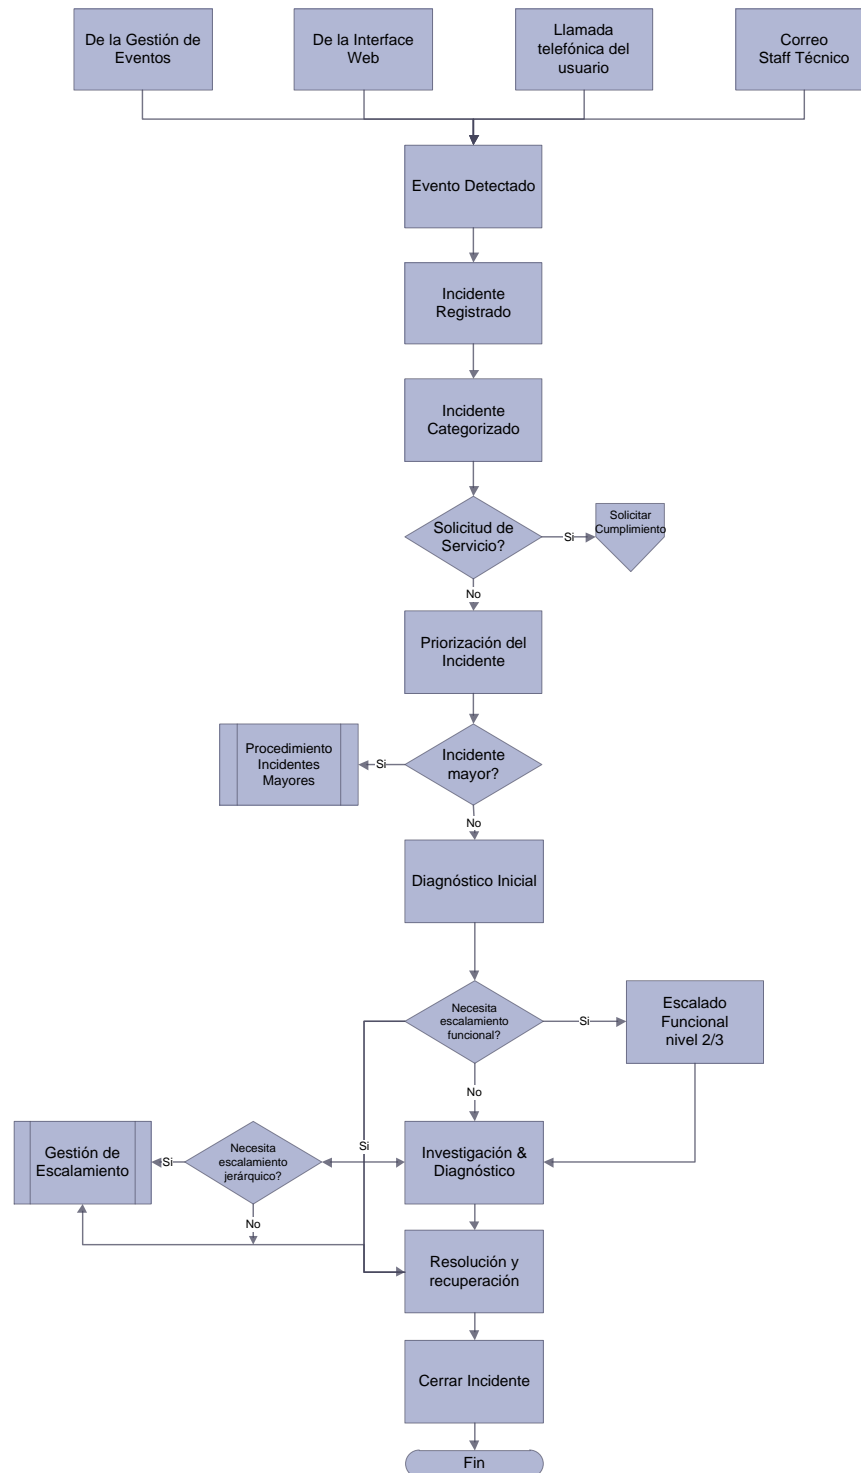 De la Gestión de
Eventos
De la Interface
Web
Llamada
telefónica del
usuario
Correo
Staff Técnico
Evento Detectado
Incidente
Registrado
Incidente
Categorizado
Solicitud de
Servicio?
Si
Solicitar
Cumplimiento
No
Priorización del
Incidente
Procedimiento
Incidentes
Mayores
Si
Incidente
mayor?
No
Diagnóstico Inicial
Necesita
escalamiento
funcional?
Si
Escalado
Funcional
nivel 2/3
No
Gestión de
Escalamiento
Si
Necesita
escalamiento
jerárquico?
Si
Investigación &
Diagnóstico
No
Resolución y
recuperación
Cerrar Incidente
Fin